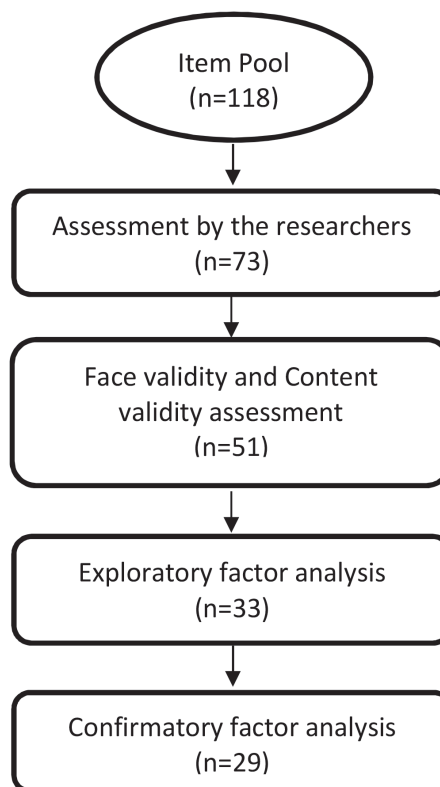 Item Pool
(n=118)
Assessment by the researchers
(n=73)
Face validity and Content
validity assessment
(n=51)
Exploratory factor analysis
(n=33)
Confirmatory factor analysis
(n=29)